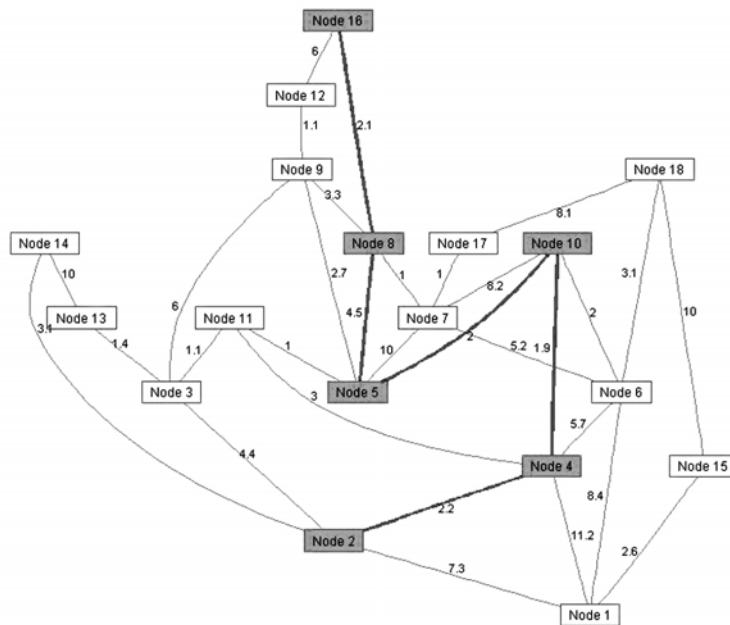 Node 16
6
Node 12
2.1
1.1
Node 9
Node 18
3.3
8.1
Node 14
Node 8
Node 17
Node 10
10
2.7
1
1
8.2
3.1
6
4.5
Node 13
Node 11
Node 7
2
3.1
1.4
1.1
1
10
2
1.9
5.2
10
Node 3
3
Node 5
Node 6
5.7
4.4
Node 4
Node 15
2.2
8.4
Node 2
11.2
2.6
7.3
Node 1